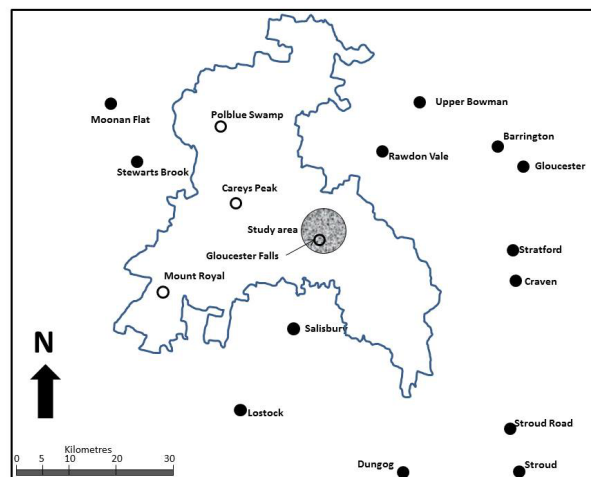 Upper Bowman
Moonan Flat
Polblue Swamp
Barrington
Rawdon Vale
Gloucester
Stewarts Brook
Careys Peak
Study area
Stratford
Gloucester Falls
Mount Royal
Craven
Salisbury
N
Lostock
Stroud Road
Kilometres
0 5 10 20 30
Dungog
Stroud